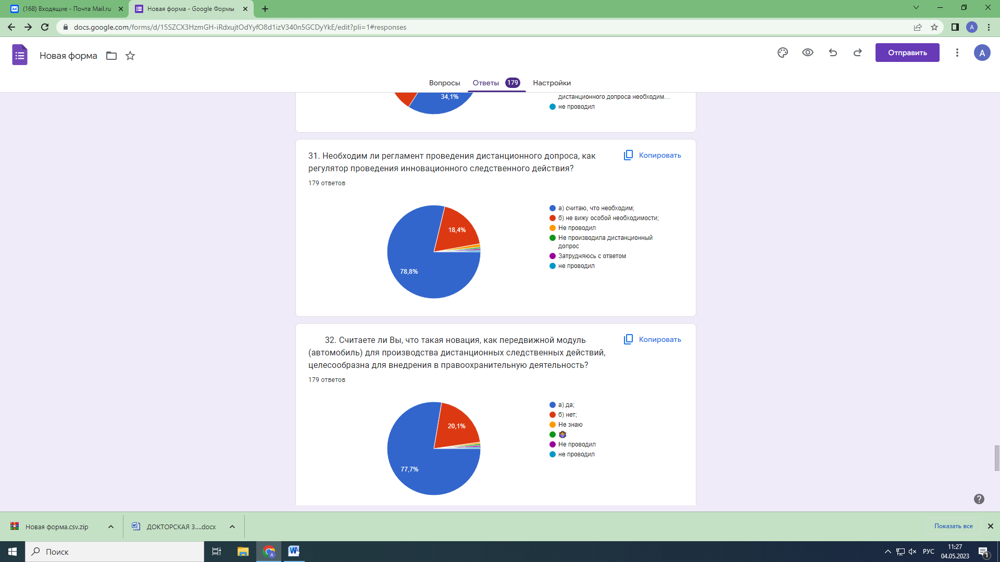 (168) Входящие - Почта Mail.ru
Новая форма - Google Формы
docs.google.com/forms/d/15SZCX3HzmGH-iRdxujtOdYyfO8d1izV340n5GCDyYkE/edit?pli=1#responses
A
Новая форма
Отправить
A
Вопросы
Ответы 179
Настройки
34,1%
дистанционного допроса необходим…
не проводил
31. Необходим ли регламент проведения дистанционного допроса, как
регулятор проведения инновационного следственного действия?
Копировать
179 ответов
18,4%
78,8%
а) считаю, что необходим;
б) не вижу особой необходимости;
Не проводил
Не производила дистанционный
допрос
Затрудняюсь с ответом
не проводил
32. Считаете ли Вы, что такая новация, как передвижной модуль
(автомобиль) для производства дистанционных следственных действий,
целесообразна для внедрения в правоохранительную деятельность?
Копировать
179 ответов
20,1%
77,7%
а) да;
б) нет;
Не знаю
🤷🏽‍♀️
Не проводил
не проводил
Новая форма.csv.zip
ДОКТОРСКАЯ 3....docx
Показать все
Поиск
A
РУС
11:27
04.05.2023
1